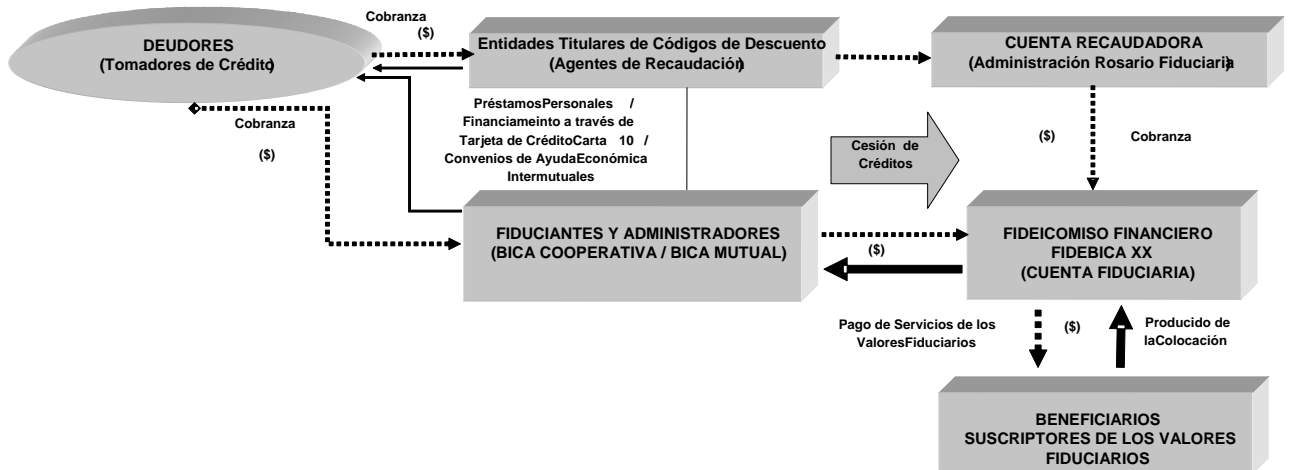 Cobranza
($)
DEUDORES
(Tomadores de Crédito)
Entidades Titulares de Códigos de Descuento
(Agentes de Recaudación)
CUENTA RECAUDADORA
(Administración Rosario Fiduciaria)
Cobranza
($)
PréstamosPersonales /
Financiameinto a través de
Tarjeta de CréditoCarta 10 /
Convenios de AyudaEconómica
Intermutuales
Cesión de
Créditos
($)
Cobranza
FIDUCIANTES Y ADMINISTRADORES
(BICA COOPERATIVA / BICA MUTUAL)
($)
FIDEICOMISO FINANCIERO
FIDEBICA XX
(CUENTA FIDUCIARIA)
Pago de Servicios de los
ValoresFiduciarios
($)
Producido de
laColocación
BENEFICIARIOS
SUSCRIPTORES DE LOS VALORES
FIDUCIARIOS